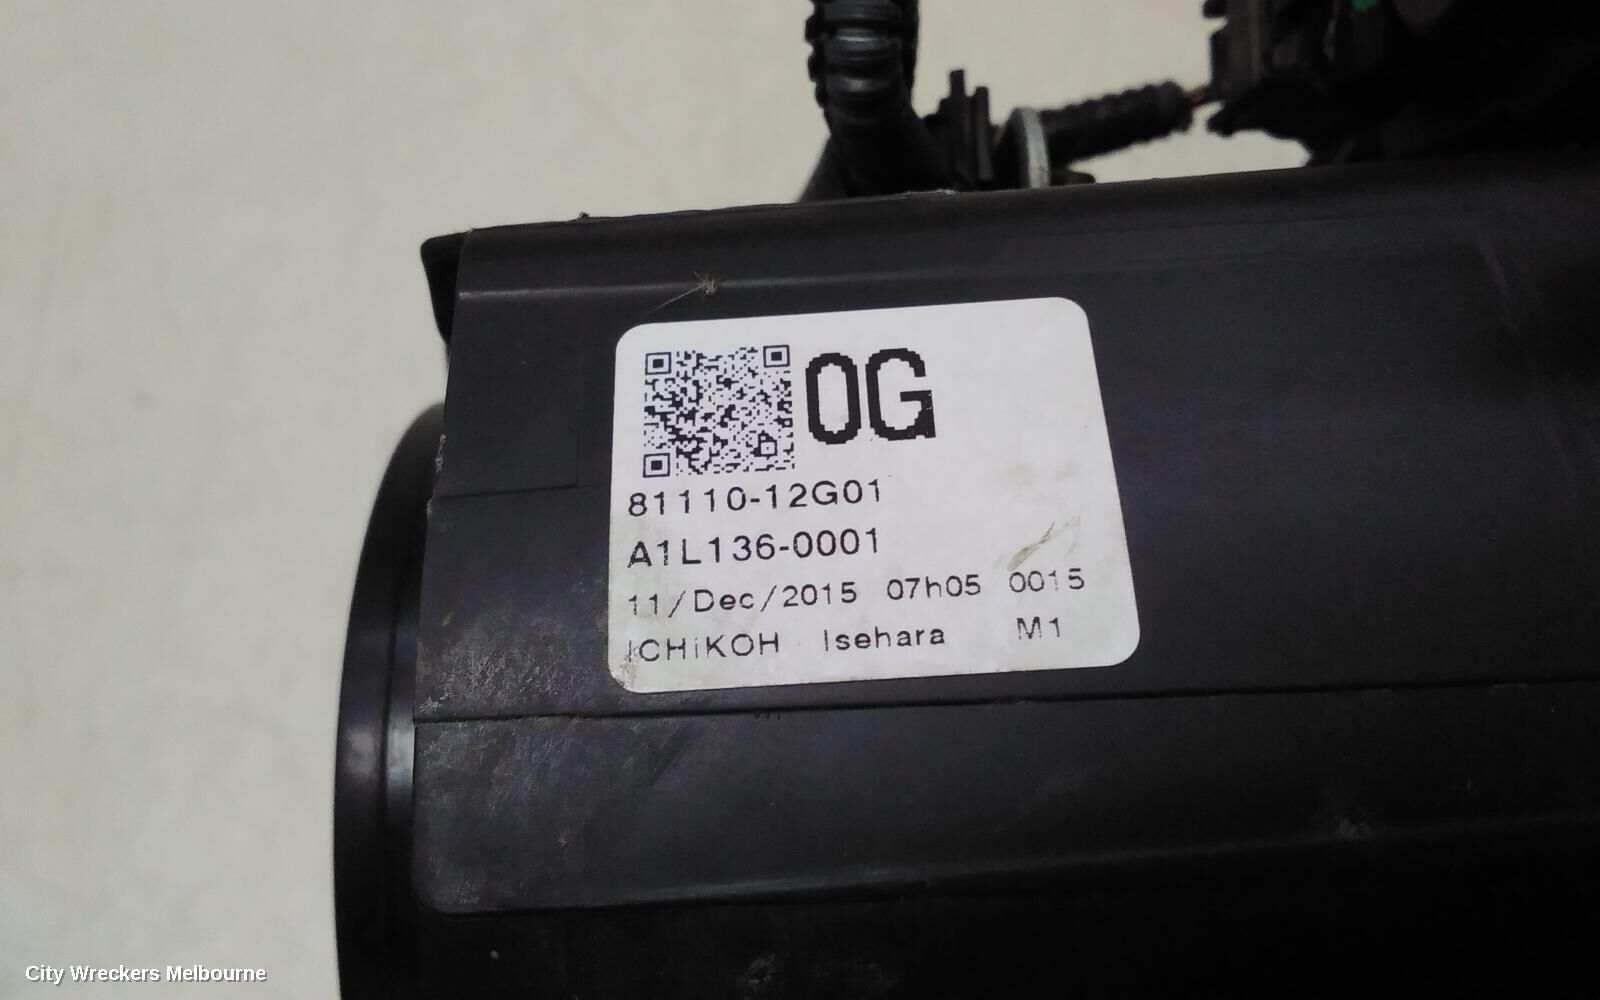 0G
81110-12G01
A1L136-0001
11/Dec/2015 07h05 0015
ICHiKOH Isehara M1
City Wreckers Melbourne